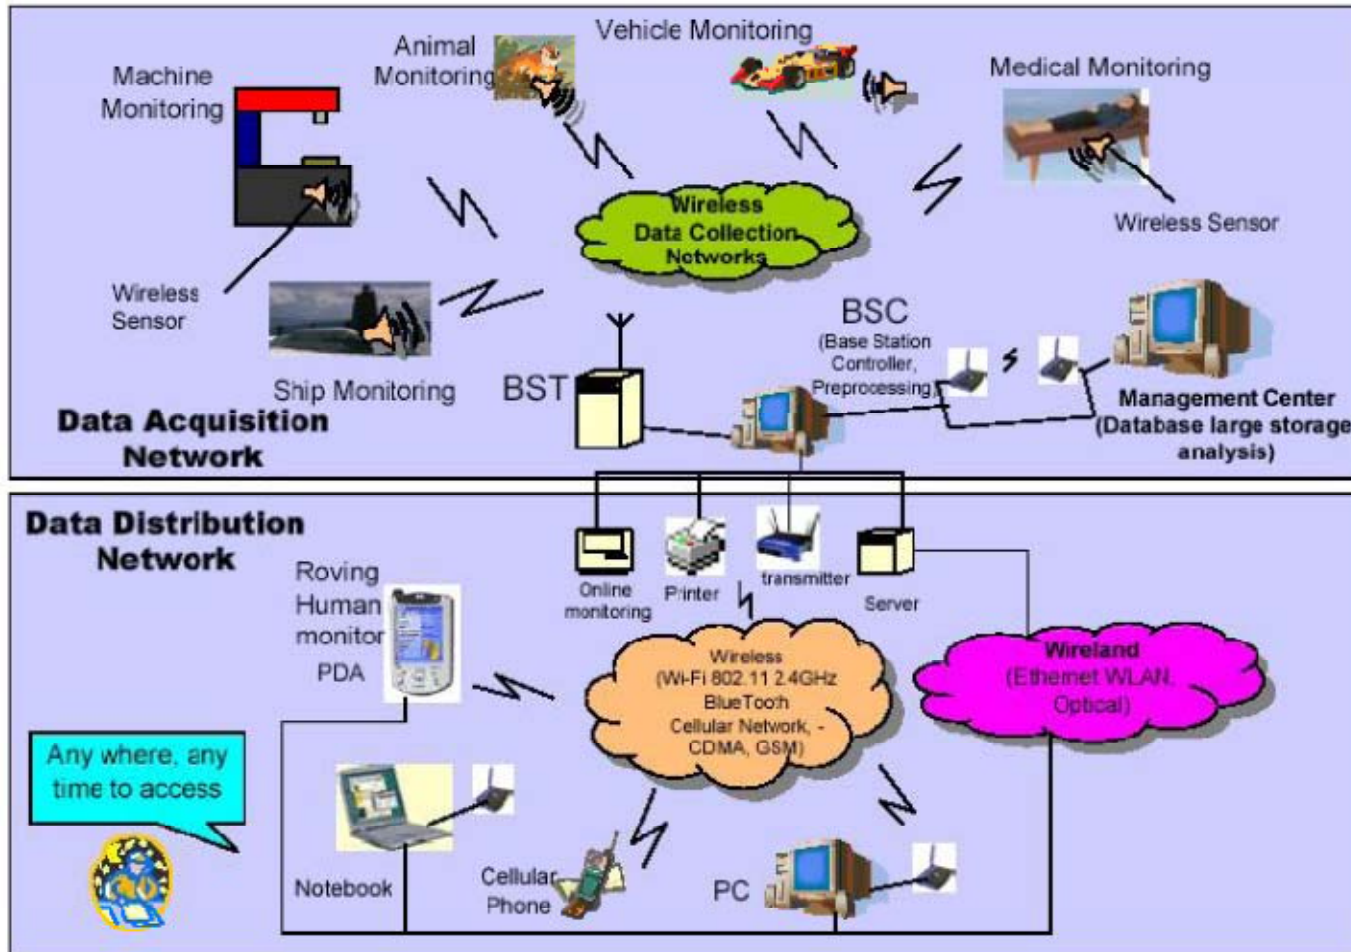 Machine
Monitoring
Animal
Monitoring
Vehicle Monitoring
Medical Monitoring
Wireless
Data Collection
Networks
Wireless Sensor
Wireless
Sensor
Ship Monitoring
BST
BSC
(Base Station
Controller,
Preprocessing)
Management Center
(Database large storage
analysis)
Data Acquisition
Network
Data Distribution
Network
Online
monitoring
Printer
transmitter
Server
Roving
Human
monitor
PDA
Wireless
(Wi-Fi 802.11 2.4GHz
BlueTooth
Cellular Network, -
CDMA, GSM)
Wireland
(Ethernet WLAN,
Optical)
Any where, any
time to access
Notebook
Cellular
Phone
PC